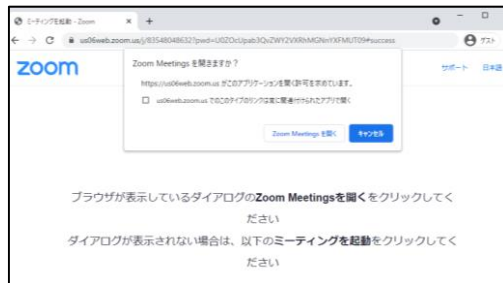 ミーティングを起動 - Zoom
us06web.zoom.us/j/83548048632?pwd=U0ZOcUpab3QvZWY2VXRhMGNnYXFMUT09#success
ゲスト
zoom
サポート 日本語
Zoom Meetings を開きますか？
https://us06web.zoom.us がこのアプリケーションを開く許可を求めています。
us06web.zoom.us でのこのタイプのリンクは常に関連付けられたアプリで開く
Zoom Meetings を開く キャンセル
ブラウザが表示しているダイアログのZoom Meetingsを開くをクリックしてく
ださい
ダイアログが表示されない場合は、以下のミーティングを起動をクリックしてく
ださい